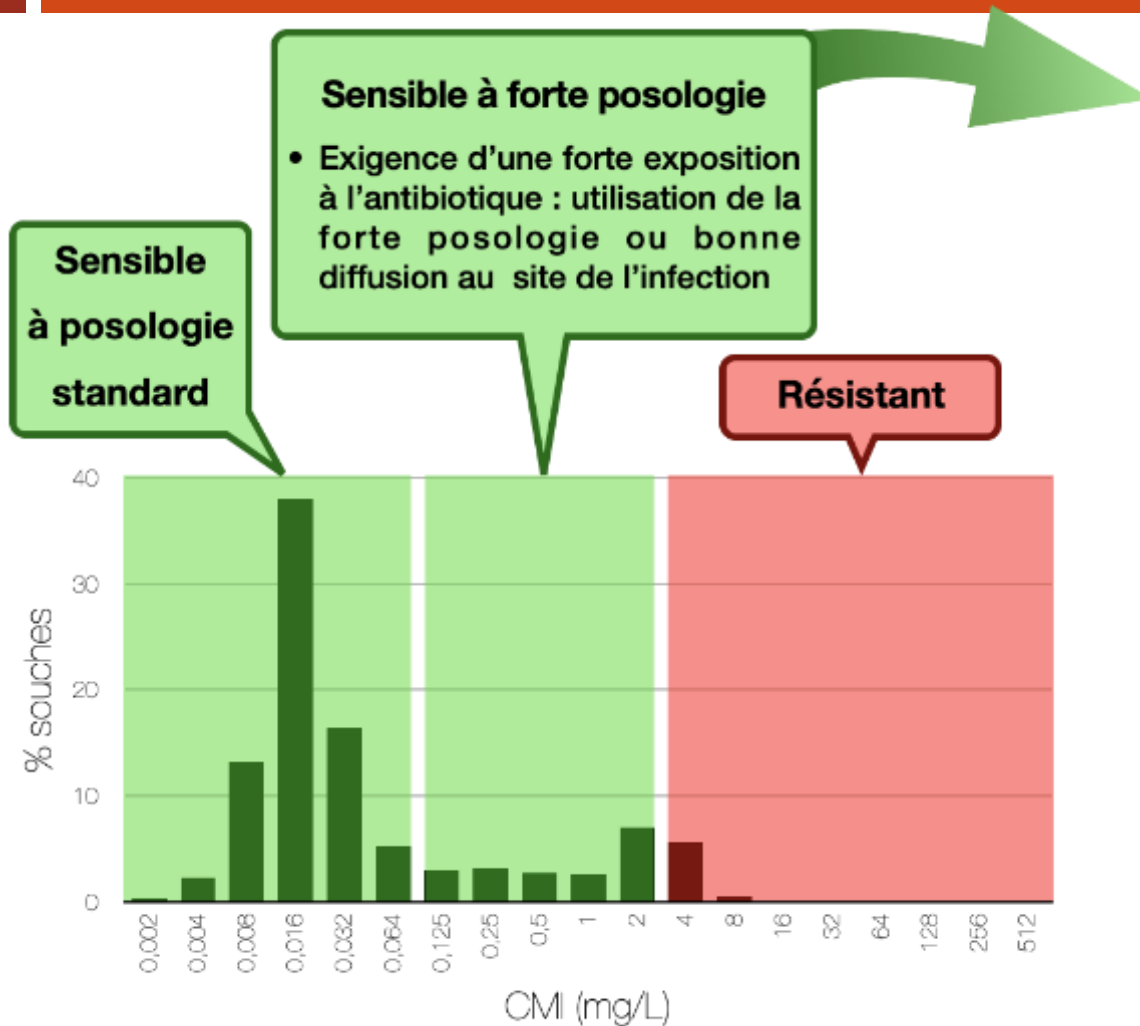 Sensible à forte posologie
• Exigence d'une forte exposition
à l'antibiotique : utilisation de la
forte posologie ou bonne
diffusion au site de l'infection
Sensible
à posologie
standard
Résistant
40
30
20
10
0
% souches
0,002
0,004
0,008
0,016
0,032
0,064
0,125
0,25
0,5
1
2
4
8
16
32
64
128
256
512
CMI (mg/L)